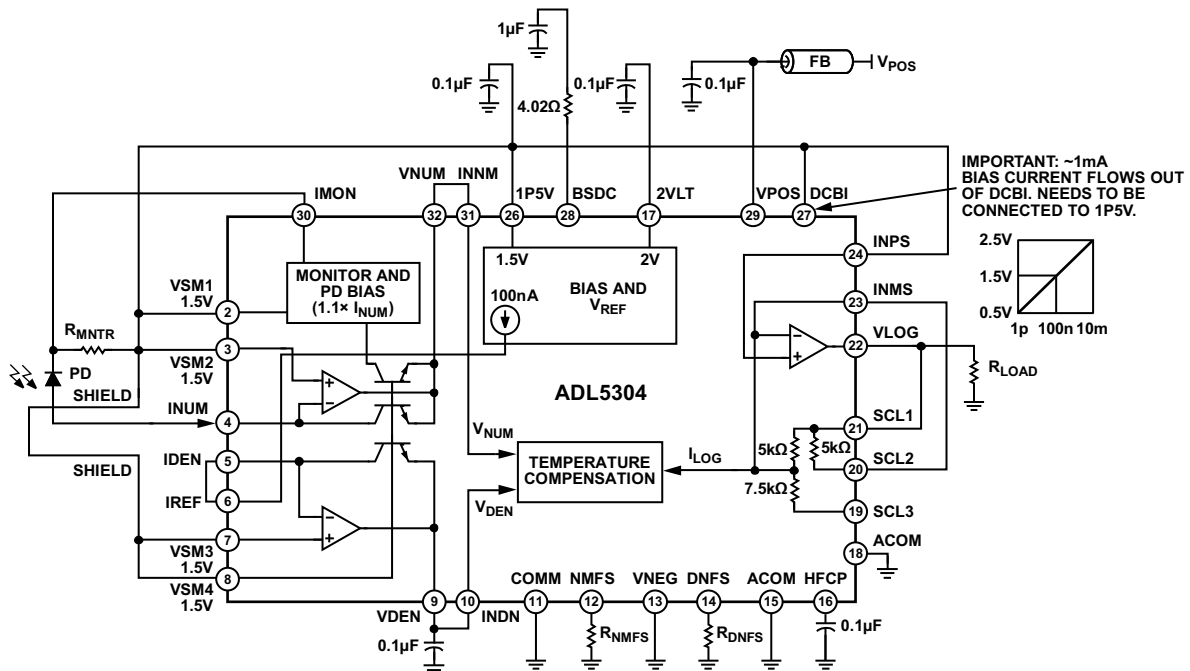 1µF
0.1µF
4.02Ω
0.1µF
0.1µF
FB
VPOS
IMPORTANT: ~1mA
BIAS CURRENT FLOWS OUT
OF DCBI. NEEDS TO BE
CONNECTED TO 1P5V.
IMON
VNUM
INNM
1P5V
BSDC
2VLT
VPOS
DCBI
30
32
31
26
28
17
29
27
INPS
24
2.5V
1.5V
0.5V
1p
100n
10m
MONITOR AND
PD BIAS
(1.1× INUM)
1.5V
2V
100nA
BIAS AND
VREF
VSM1
1.5V
2
INMS
23
RMNTR
3
VSM2
1.5V
PD
SHIELD
–
+
VLOG
22
RLOAD
+
–
ADL5304
INUM
4
SCL1
21
5kΩ
5kΩ
SHIELD
IDEN
5
VNUM
TEMPERATURE
COMPENSATION
ILOG
SCL2
20
IREF
6
VDEN
7.5kΩ
SCL3
19
–
+
7
VSM3
1.5V
ACOM
18
8
VSM4
1.5V
COMM
NMFS
VNEG
DNFS
ACOM
HFCP
VDEN
9
10
INDN
11
12
13
14
15
16
0.1µF
RNMFS
RDNFS
0.1µF